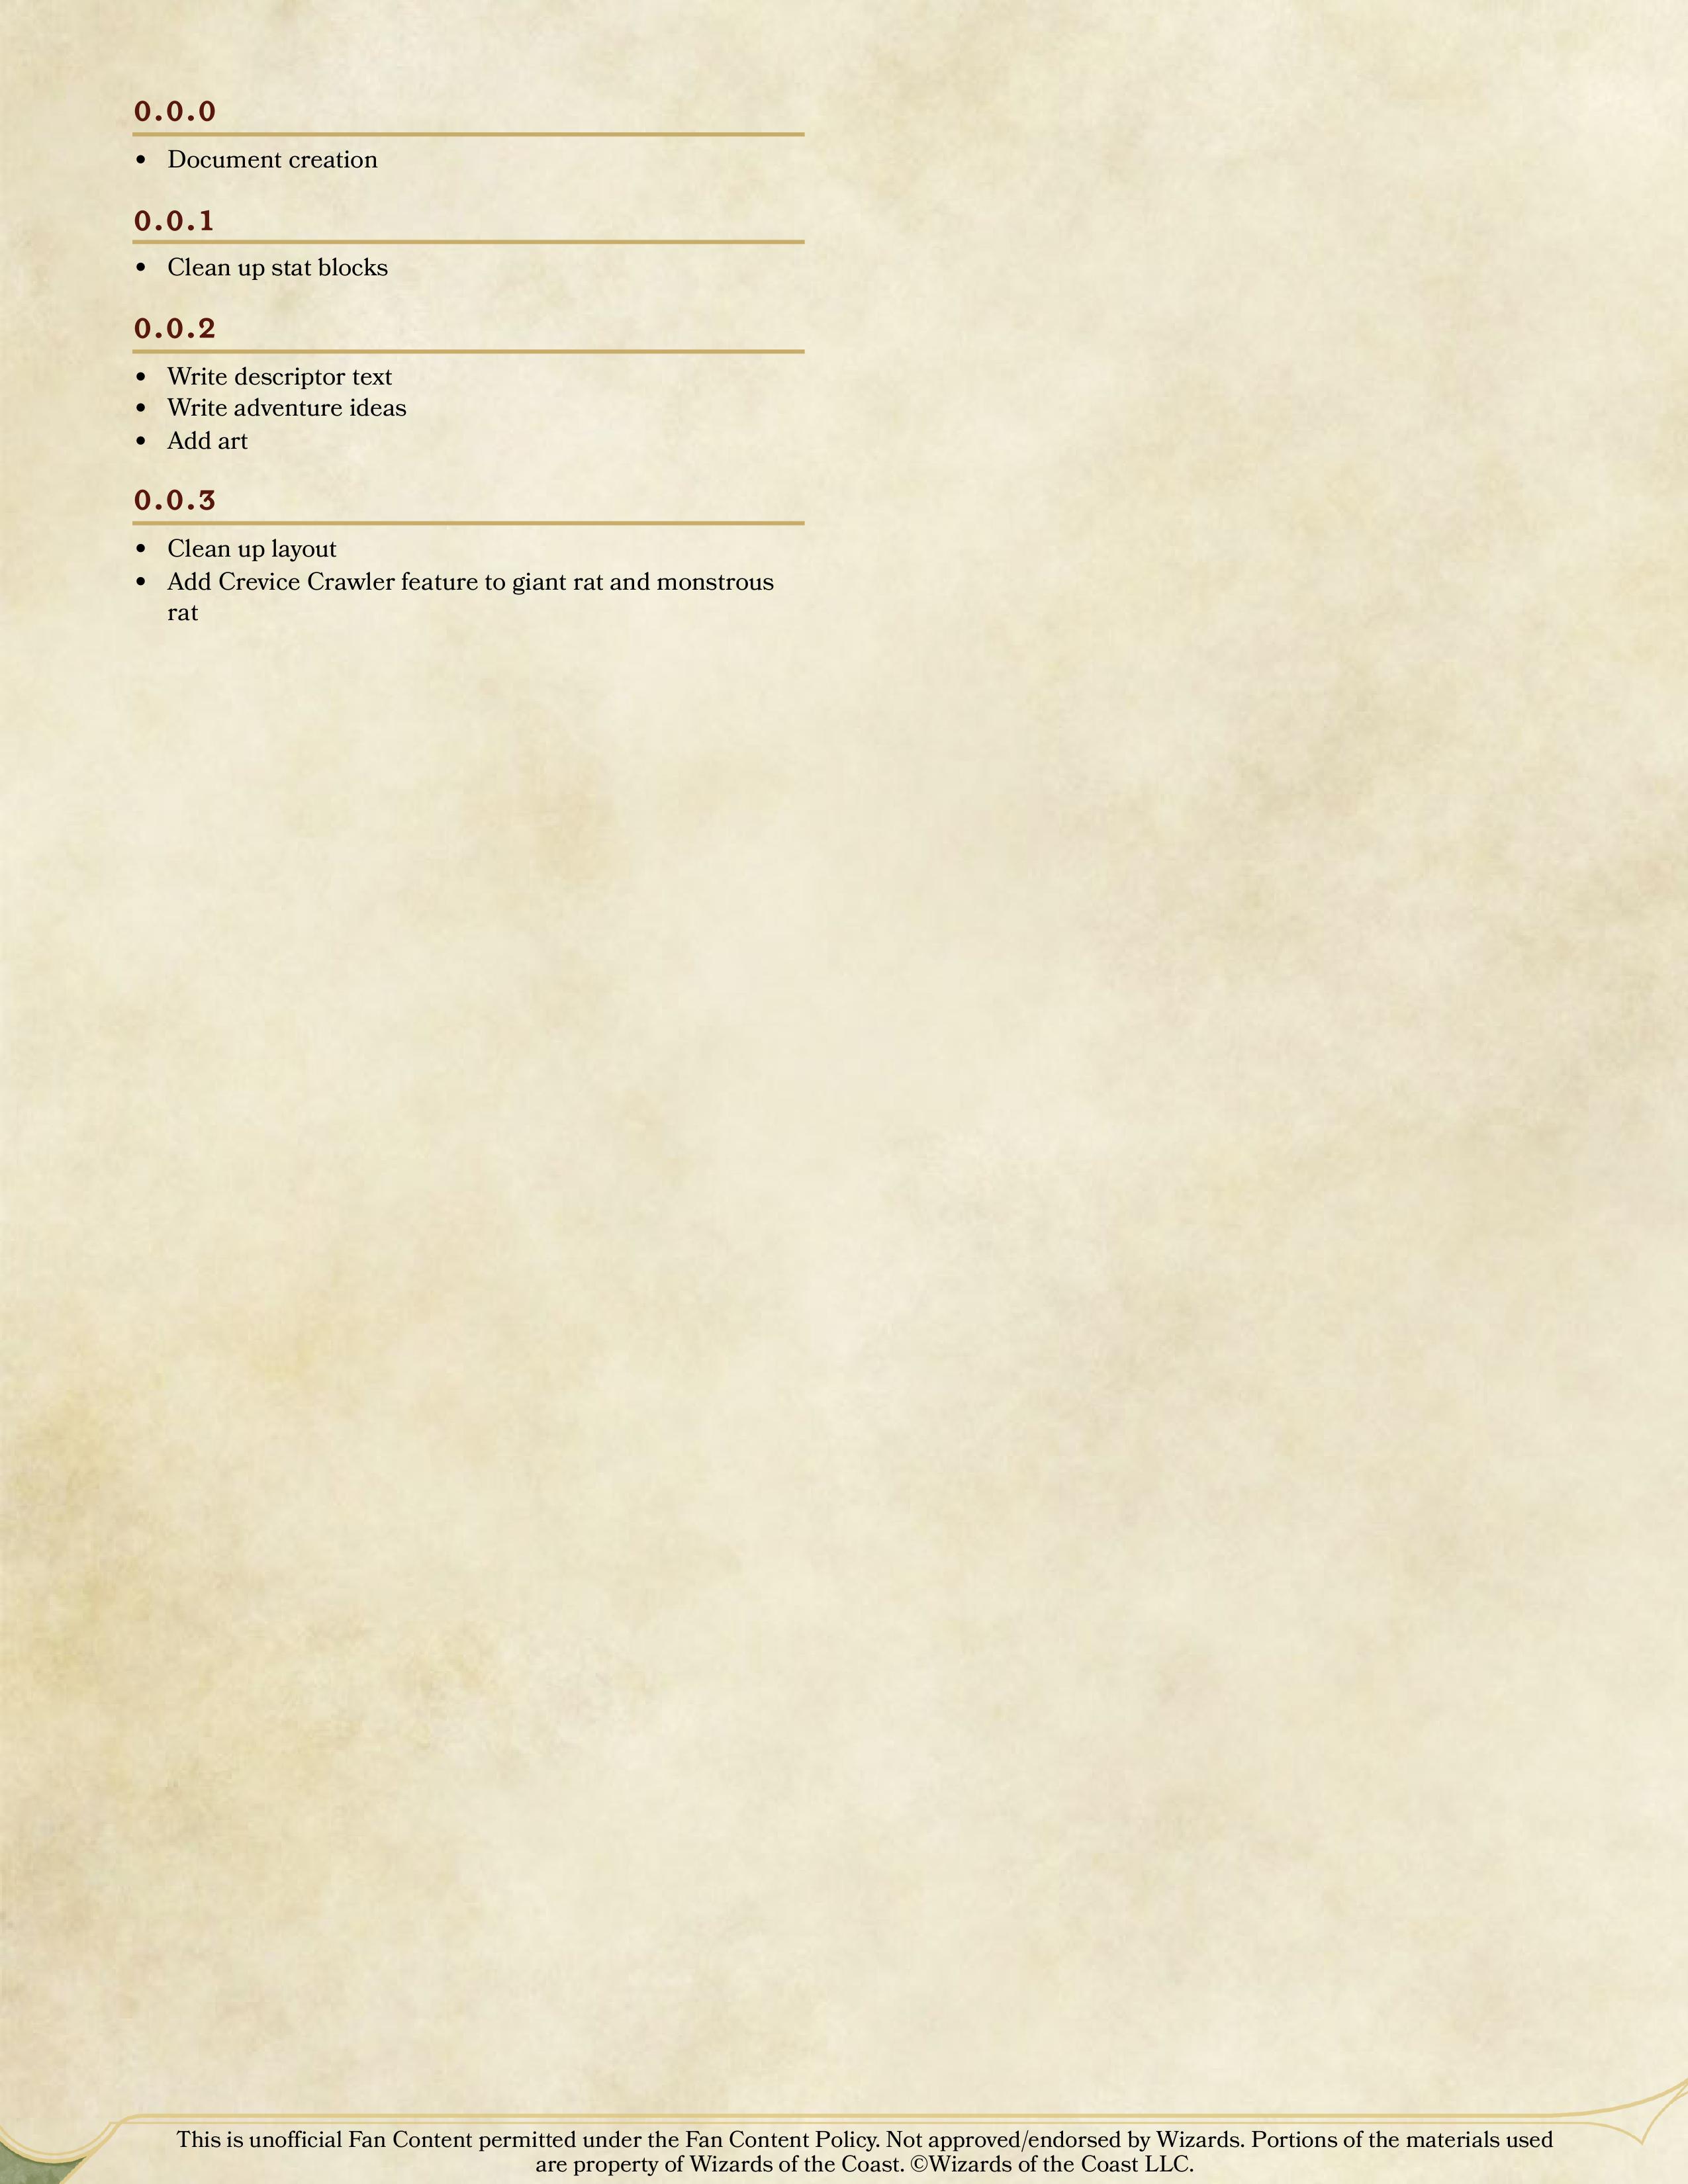 0.0.0
• Document creation
0.0.1
• Clean up stat blocks
0.0.2
• Write descriptor text
• Write adventure ideas
• Add art
0.0.3
• Clean up layout
• Add Crevice Crawler feature to giant rat and monstrous
rat
This is unofficial Fan Content permitted under the Fan Content Policy. Not approved/endorsed by Wizards. Portions of the materials used
are property of Wizards of the Coast. ©Wizards of the Coast LLC.